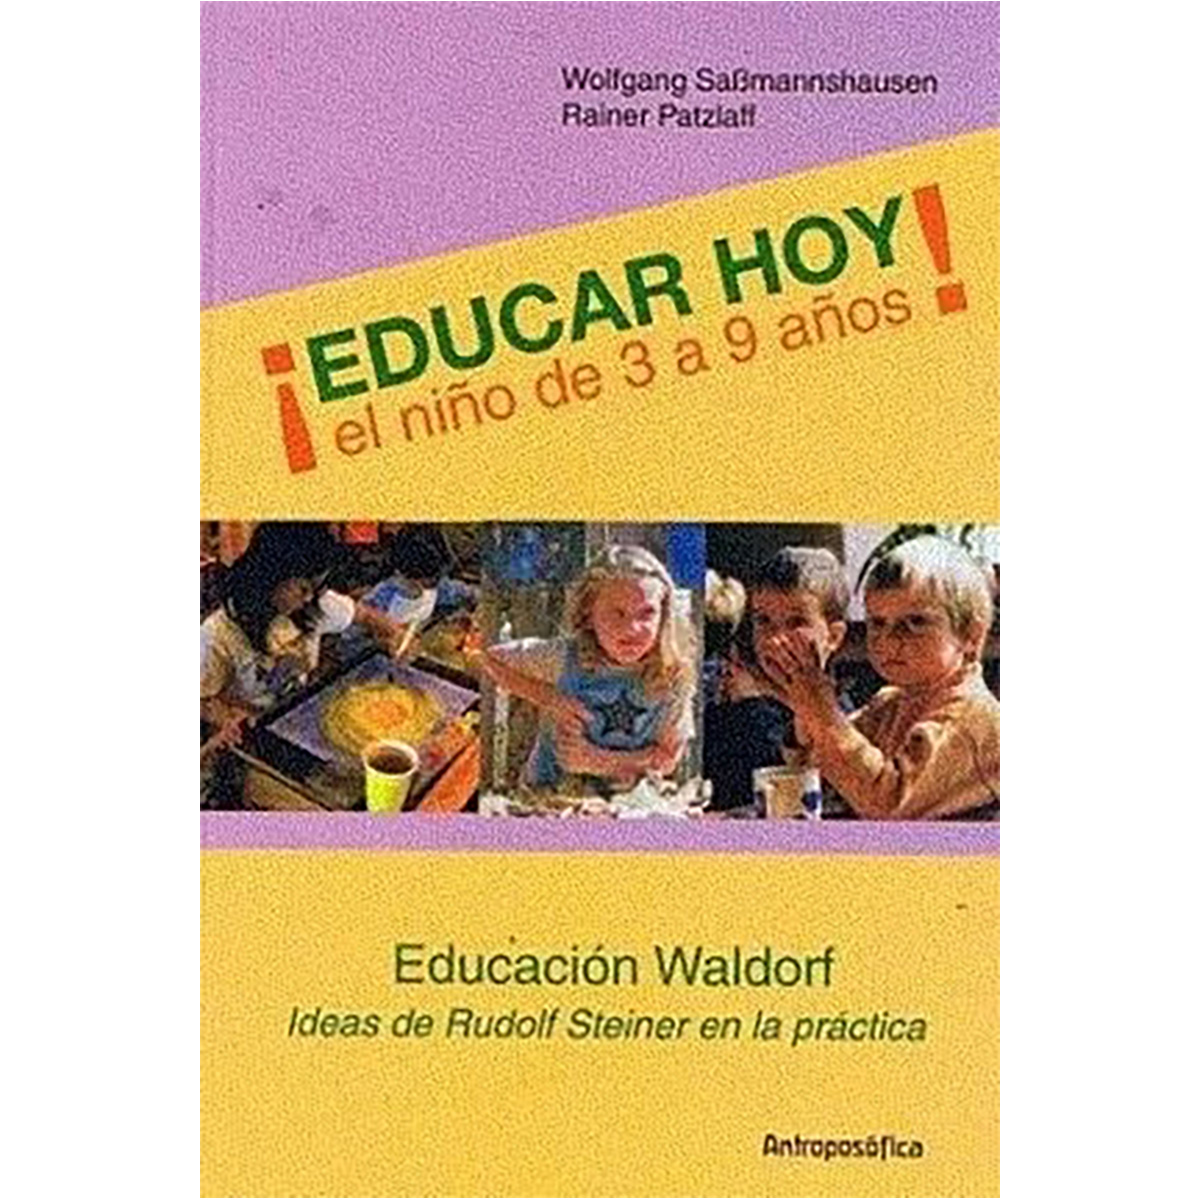 Wolfgang Saßmannshausen
Rainer Patzlaff
¡EDUCAR HOY!
el niño de 3 a 9 años
Educación Waldorf
Ideas de Rudolf Steiner en la práctica
Antroposófica